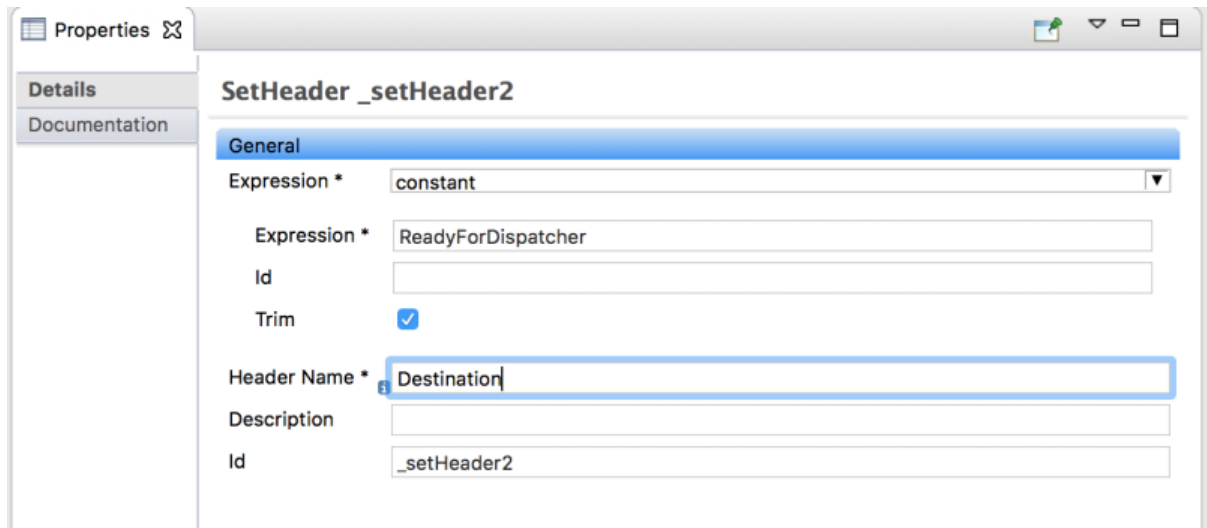 Properties
Details
Documentation
SetHeader _setHeader2
General
Expression *
constant
Expression *
ReadyForDispatcher
Id
Trim
Header Name *
Destination
Description
Id
_setHeader2